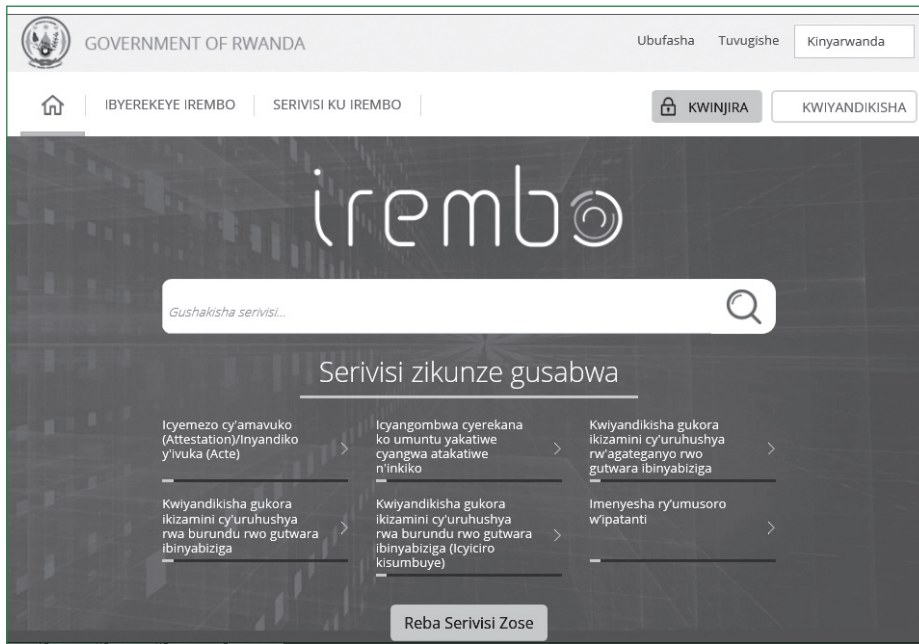 GOVERNMENT OF RWANDA
Ubufasha
Tuvugishe
Kinyarwanda
IBYEREKEYE IREMBO
SERIVISI KU IREMBO
KWINJIRA
KWIYANDIKISHA
irembo
Gushakisha serivisi...
Serivisi zikunze gusabwa
Icyemezo cy'amavuko
(Attestation)/Inyandiko
y'ivuka (Acte)
Icyangombwa cyerekana
ko umuntu yakatiwe
cyangwa atakatiwe
n'inkiko
Kwiyandikisha gukora
ikizamini cy'uruhushya
rw'agateganyo rwo
gutwara ibinyabiziga
Kwiyandikisha gukora
ikizamini cy'uruhushya
rwa burundu rwo gutwara
ibinyabiziga
Kwiyandikisha gukora
ikizamini cy'uruhushya
rwa burundu rwo gutwara
ibinyabiziga (Icyiciro
kisumbuye)
Imenyesha ry'umusoro
w'ipatanti
Reba Serivisi Zose